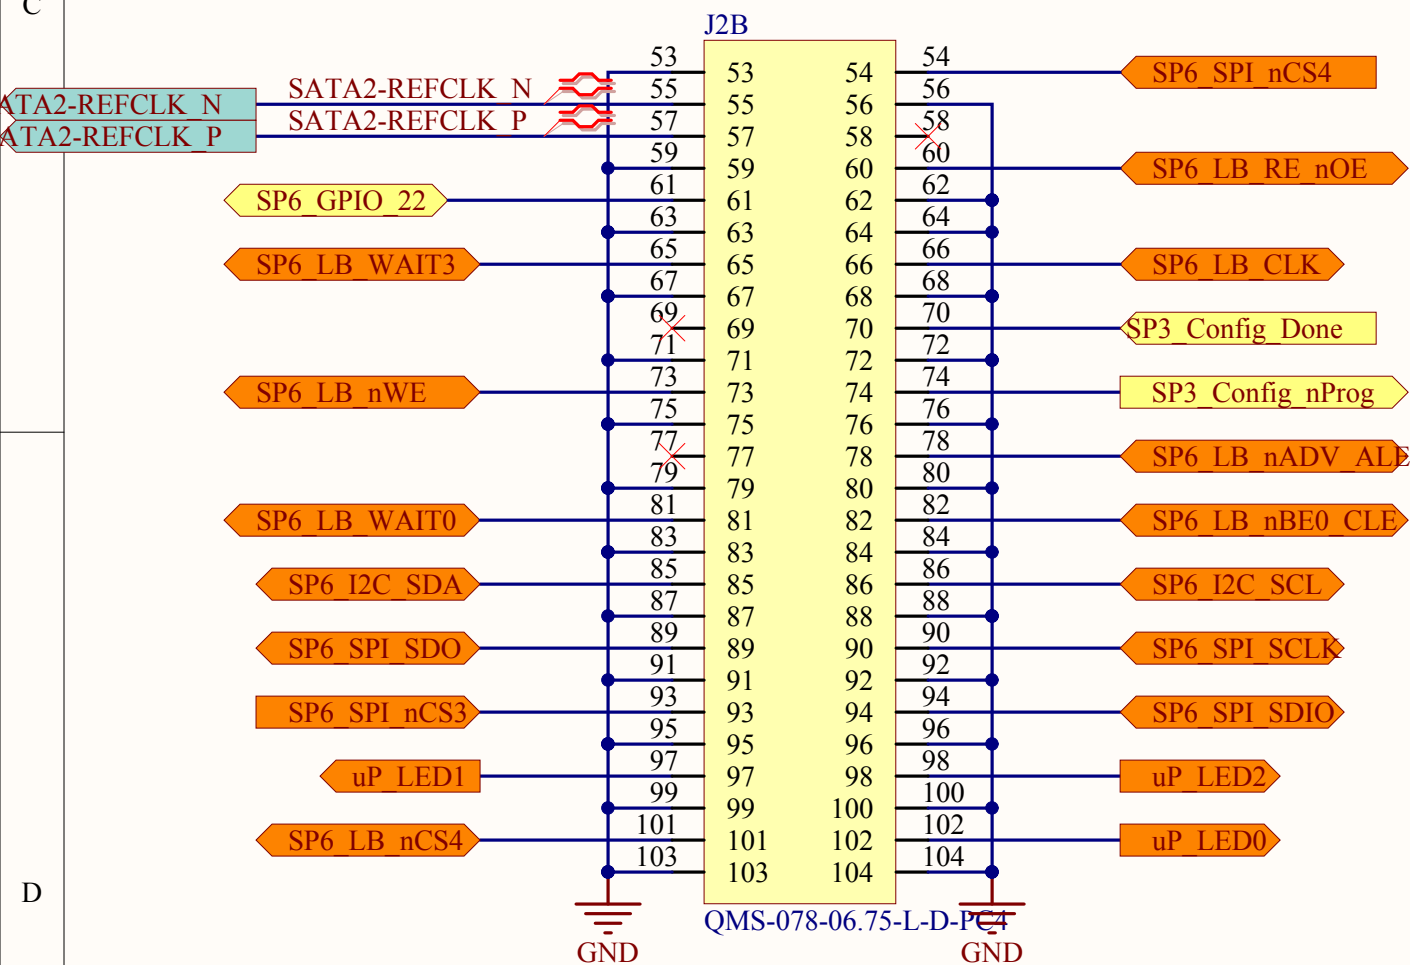 C
J2B
53 53 54 54 SP6_SPI_nCS4
ATA2-REFCLK_N SATA2-REFCLK_N 55 55 56 56
ATA2-REFCLK_P SATA2-REFCLK_P 57 57 58 58
59 59 60 60 SP6_LB_RE_nOE
SP6_GPIO_22 61 61 62 62
63 63 64 64
SP6_LB_WAIT3 65 65 66 66 SP6_LB_CLK
67 67 68 68
69 69 70 70 SP3_Config_Done
71 71 72 72
SP6_LB_nWE 73 73 74 74 SP3_Config_nProg
75 75 76 76
77 77 78 78 SP6_LB_nADV_ALE
79 79 80 80
SP6_LB_WAIT0 81 81 82 82 SP6_LB_nBE0_CLE
83 83 84 84
SP6_I2C_SDA 85 85 86 86 SP6_I2C_SCL
87 87 88 88
SP6_SPI_SDO 89 89 90 90 SP6_SPI_SCLK
91 91 92 92
SP6_SPI_nCS3 93 93 94 94 SP6_SPI_SDIO
95 95 96 96
uP_LED1 97 97 98 98 uP_LED2
99 99 100 100
SP6_LB_nCS4 101 101 102 102 uP_LED0
103 103 104 104
D
QMS-078-06.75-L-D-PC4
GND GND